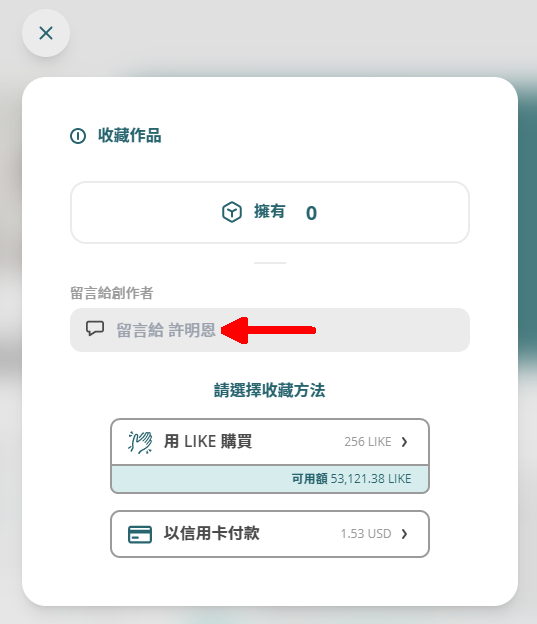 收藏作品
擁有 0
留言給創作者
留言給 許明恩
請選擇收藏方法
用 LIKE 購買 256 LIKE
可用額 53,121.38 LIKE
以信用卡付款 1.53 USD